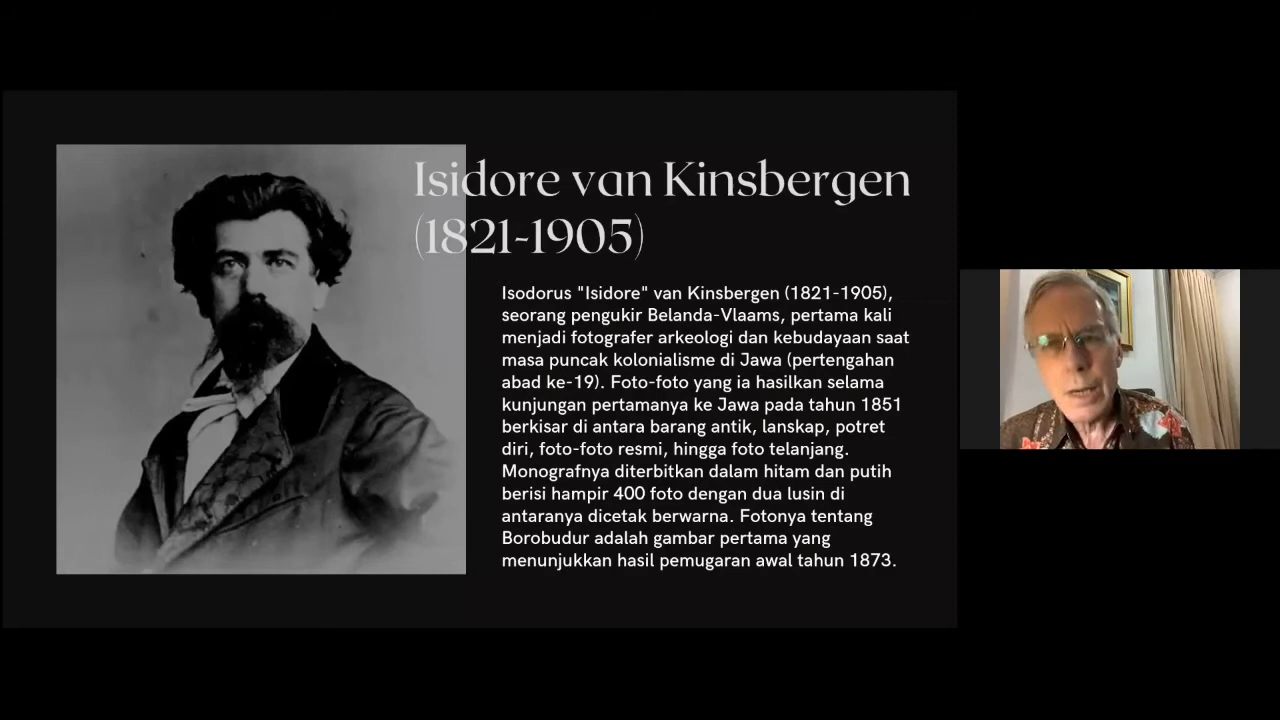 Isidore van Kinsbergen
(1821-1905)
Isodorus "Isidore" van Kinsbergen (1821-1905),
seorang pengukir Belanda-Vlaams, pertama kali
menjadi fotografer arkeologi dan kebudayaan saat
masa puncak kolonialisme di Jawa (pertengahan
abad ke-19). Foto-foto yang ia hasilkan selama
kunjungan pertamanya ke Jawa pada tahun 1851
berkisar di antara barang antik, lanskap, potret
diri, foto-foto resmi, hingga foto telanjang.
Monografnya diterbitkan dalam hitam dan putih
berisi hampir 400 foto dengan dua lusin di
antaranya dicetak berwarna. Fotonya tentang
Borobudur adalah gambar pertama yang
menunjukkan hasil pemugaran awal tahun 1873.